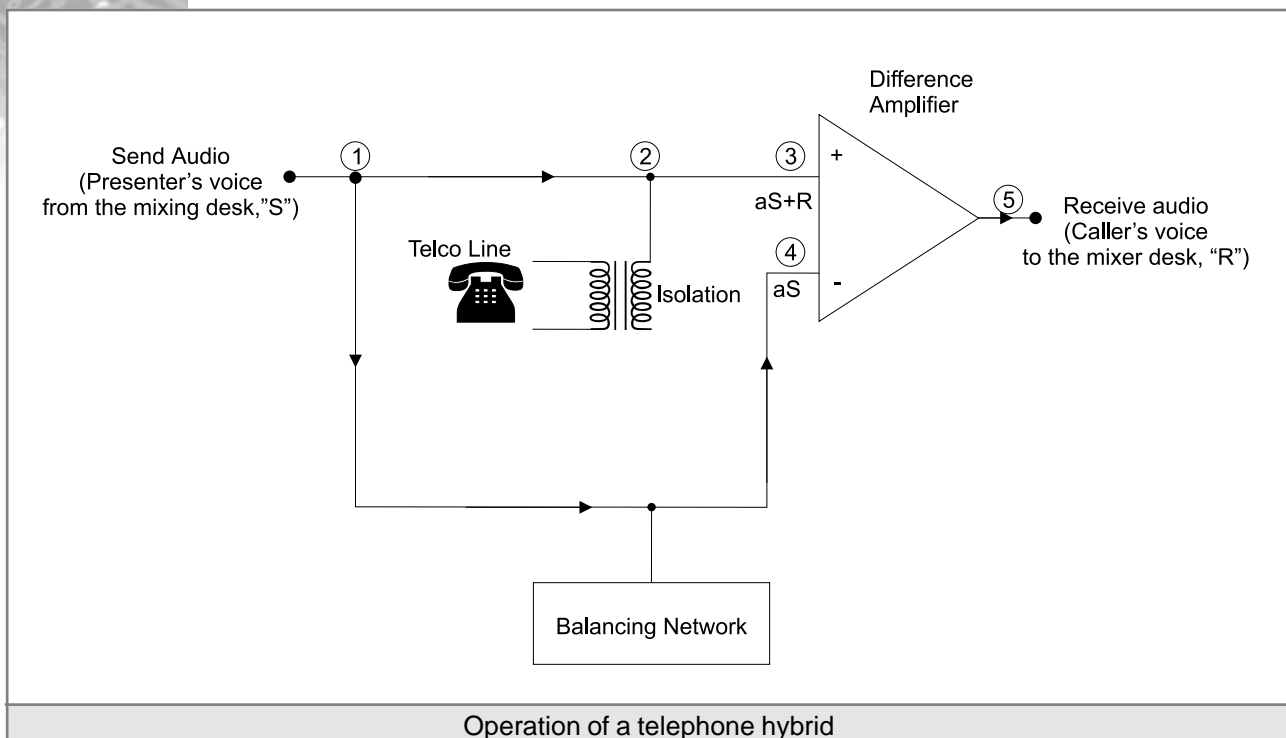 Difference
Amplifier
Send Audio
(Presenter's voice
from the mixing desk,"S")
1
2
3
+
aS+R
Telco Line
Isolation
4
aS
-
5
Receive audio
(Caller's voice
to the mixer desk, "R")
Balancing Network
Operation of a telephone hybrid